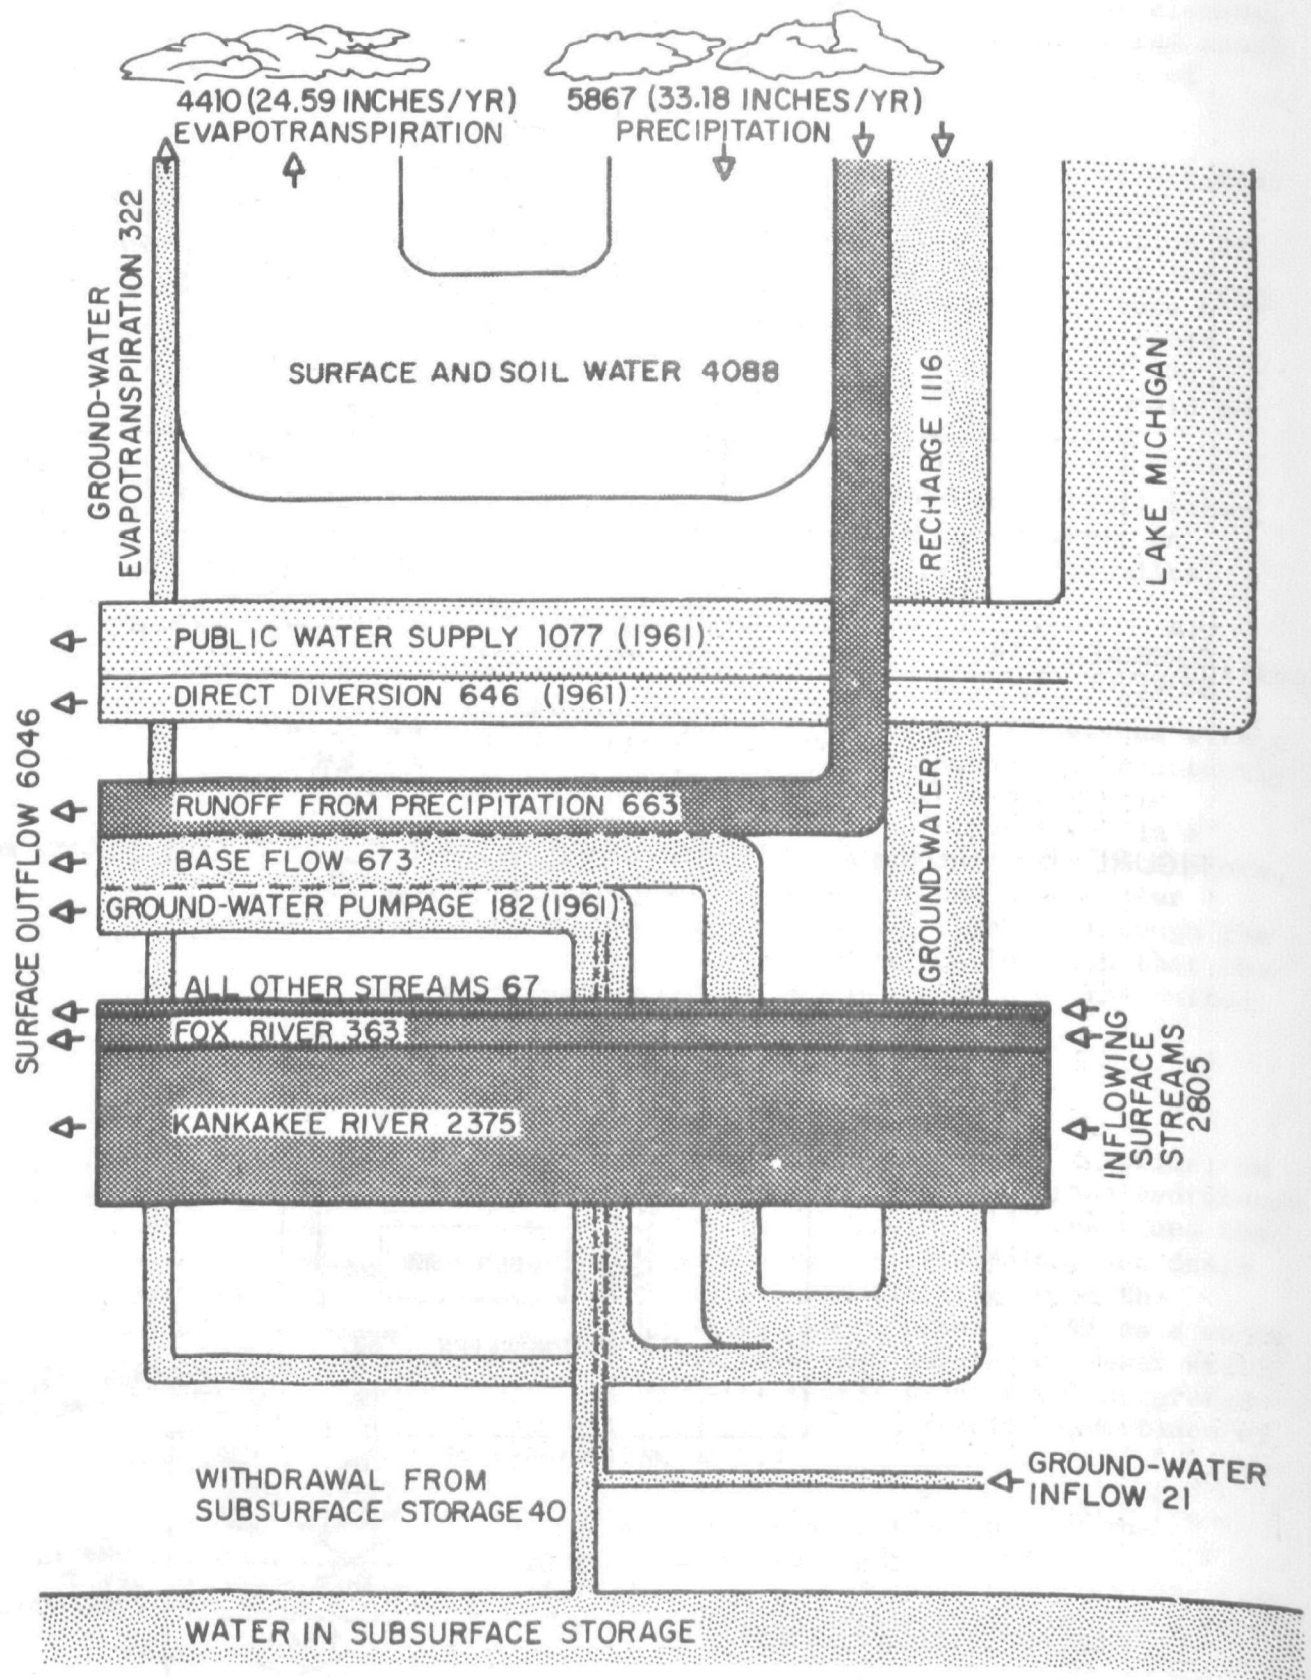 4410 (24.59 INCHES/YR)
EVAPOTRANSPIRATION
5867 (33.18 INCHES/YR)
PRECIPITATION
GROUND-WATER
EVAPOTRANSPIRATION 322
SURFACE AND SOIL WATER 4088
RECHARGE 1116
LAKE MICHIGAN
PUBLIC WATER SUPPLY 1077 (1961)
DIRECT DIVERSION 646 (1961)
SURFACE OUTFLOW 6046
RUNOFF FROM PRECIPITATION 663
BASE FLOW 673
GROUND-WATER PUMPAGE 182 (1961)
GROUND-WATER
ALL OTHER STREAMS 67
FOX RIVER 363
KANKAKEE RIVER 2375
INFLOWING
SURFACE
STREAMS
2805
WITHDRAWAL FROM
SUBSURFACE STORAGE 40
GROUND-WATER
INFLOW 21
WATER IN SUBSURFACE STORAGE